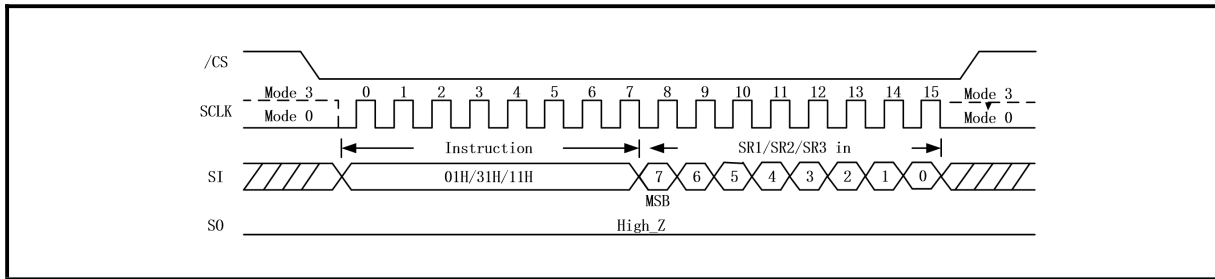 /CS
Mode 3 0 1 2 3 4 5 6 7 8 9 10 11 12 13 14 15 Mode 3
SCLK
Mode 0 Mode 0
Instruction SR1/SR2/SR3 in
SI 01H/31H/11H 7 6 5 4 3 2 1 0
MSB
SO High_Z